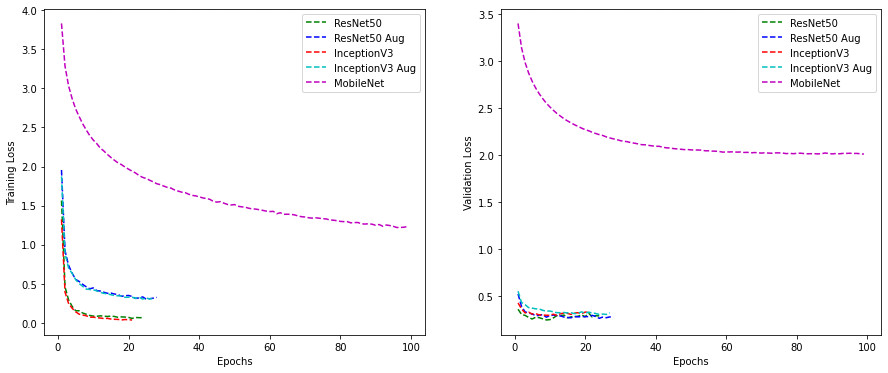 4.0
3.5
3.0
2.5
2.0
1.5
1.0
0.5
0.0
Training Loss
0
20
40
60
80
100
Epochs
ResNet50
ResNet50 Aug
InceptionV3
InceptionV3 Aug
MobileNet
3.5
3.0
2.5
2.0
1.5
1.0
0.5
Validation Loss
0
20
40
60
80
100
Epochs
ResNet50
ResNet50 Aug
InceptionV3
InceptionV3 Aug
MobileNet